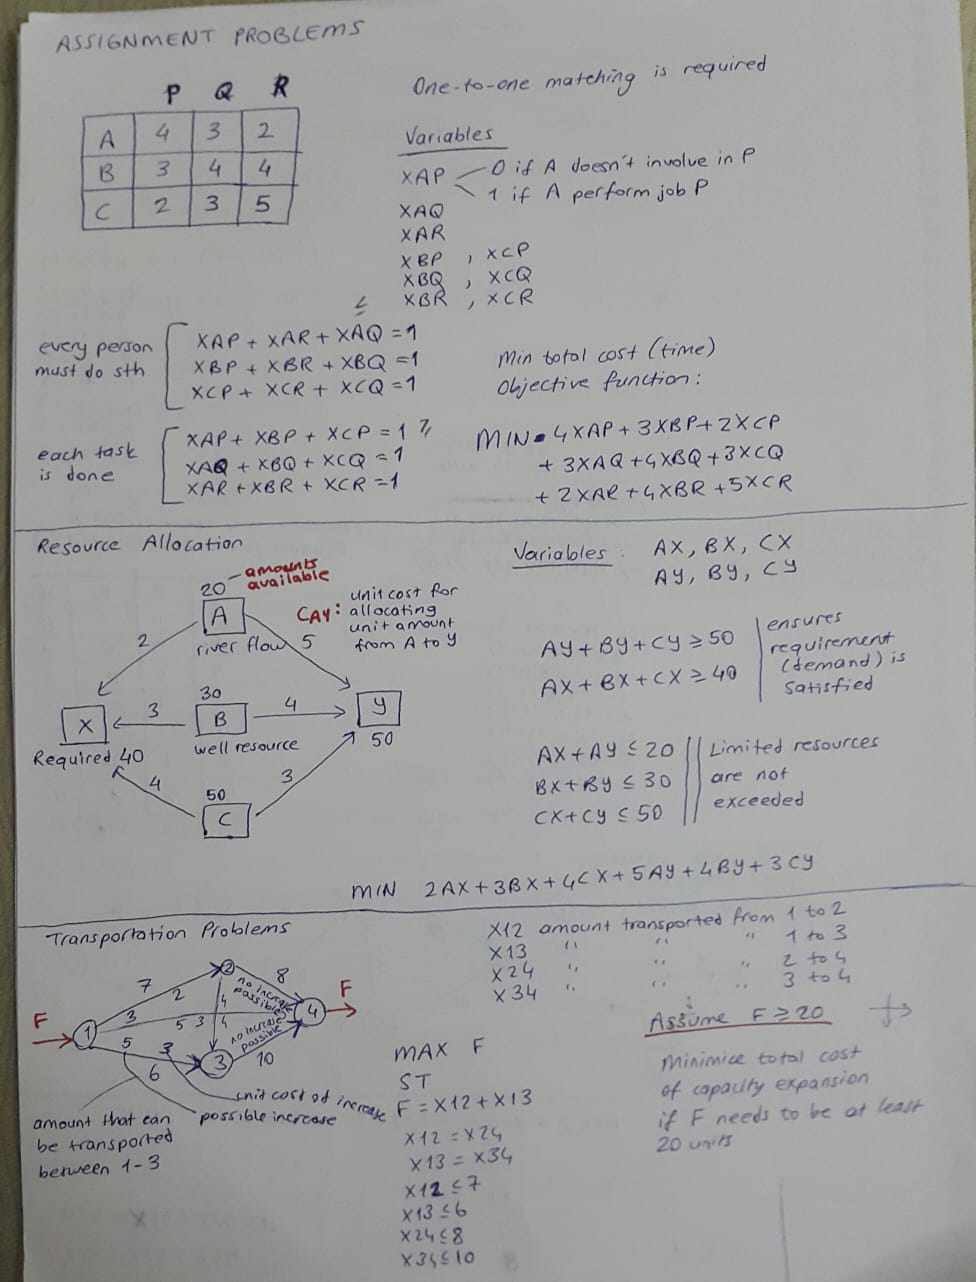 ASSIGNMENT PROBLEMS
P Q R
A 4 3 2
B 3 4 4
C 2 3 5
One-to-one matching is required
Variables
XAP 0 if A doesn't involve in P
1 if A perform job P
XAQ
XAR
XBP , XCP
XBQ , XCQ
XBR , XCR
≤
every person
must do sth
XAP + XAR + XAQ = 1
XBP + XBR + XBQ = 1
XCP + XCR + XCQ = 1
each task
is done
XAP + XBP + XCP = 1 ≥
XAQ + XBQ + XCQ = 1
XAR + XBR + XCR = 1
Min total cost (time)
objective function:
MIN 4XAP + 3XBP + 2XCP
+ 3XAQ + 4XBQ + 3XCQ
+ 2XAR + 4XBR + 5XCR
Resource Allocation
20 amounts
available
A
river flow
CAY: unit cost for
allocating
unit amount
from A to Y
2
5
30
B
well resource
3
4
X
Required 40
Y
50
4
3
50
C
Variables : AX, BX, CX
AY, BY, CY
AY + BY + CY ≥ 50
AX + BX + CX ≥ 40
ensures
requirement
(demand) is
satisfied
AX + AY ≤ 20
BX + BY ≤ 30
CX + CY ≤ 50
Limited resources
are not
exceeded
MIN 2AX + 3BX + 4CX + 5AY + 4BY + 3CY
Transportation Problems
F
1
2
3
4
F
7
2
8
no increase
possible
3
5 3
4
4
no increase
possible
10
5
3
6
unit cost of increase
possible increase
amount that can
be transported
between 1-3
X12 amount transported from 1 to 2
X13 " " " 1 to 3
X24 " " " 2 to 4
X34 " " " 3 to 4
MAX F
ST
F = X12 + X13
X12 = X24
X13 = X34
X12 ≤ 7
X13 ≤ 6
X24 ≤ 8
X34 ≤ 10
Assume F ≥ 20
Minimice total cost
of capacity expansion
if F needs to be at least
20 units